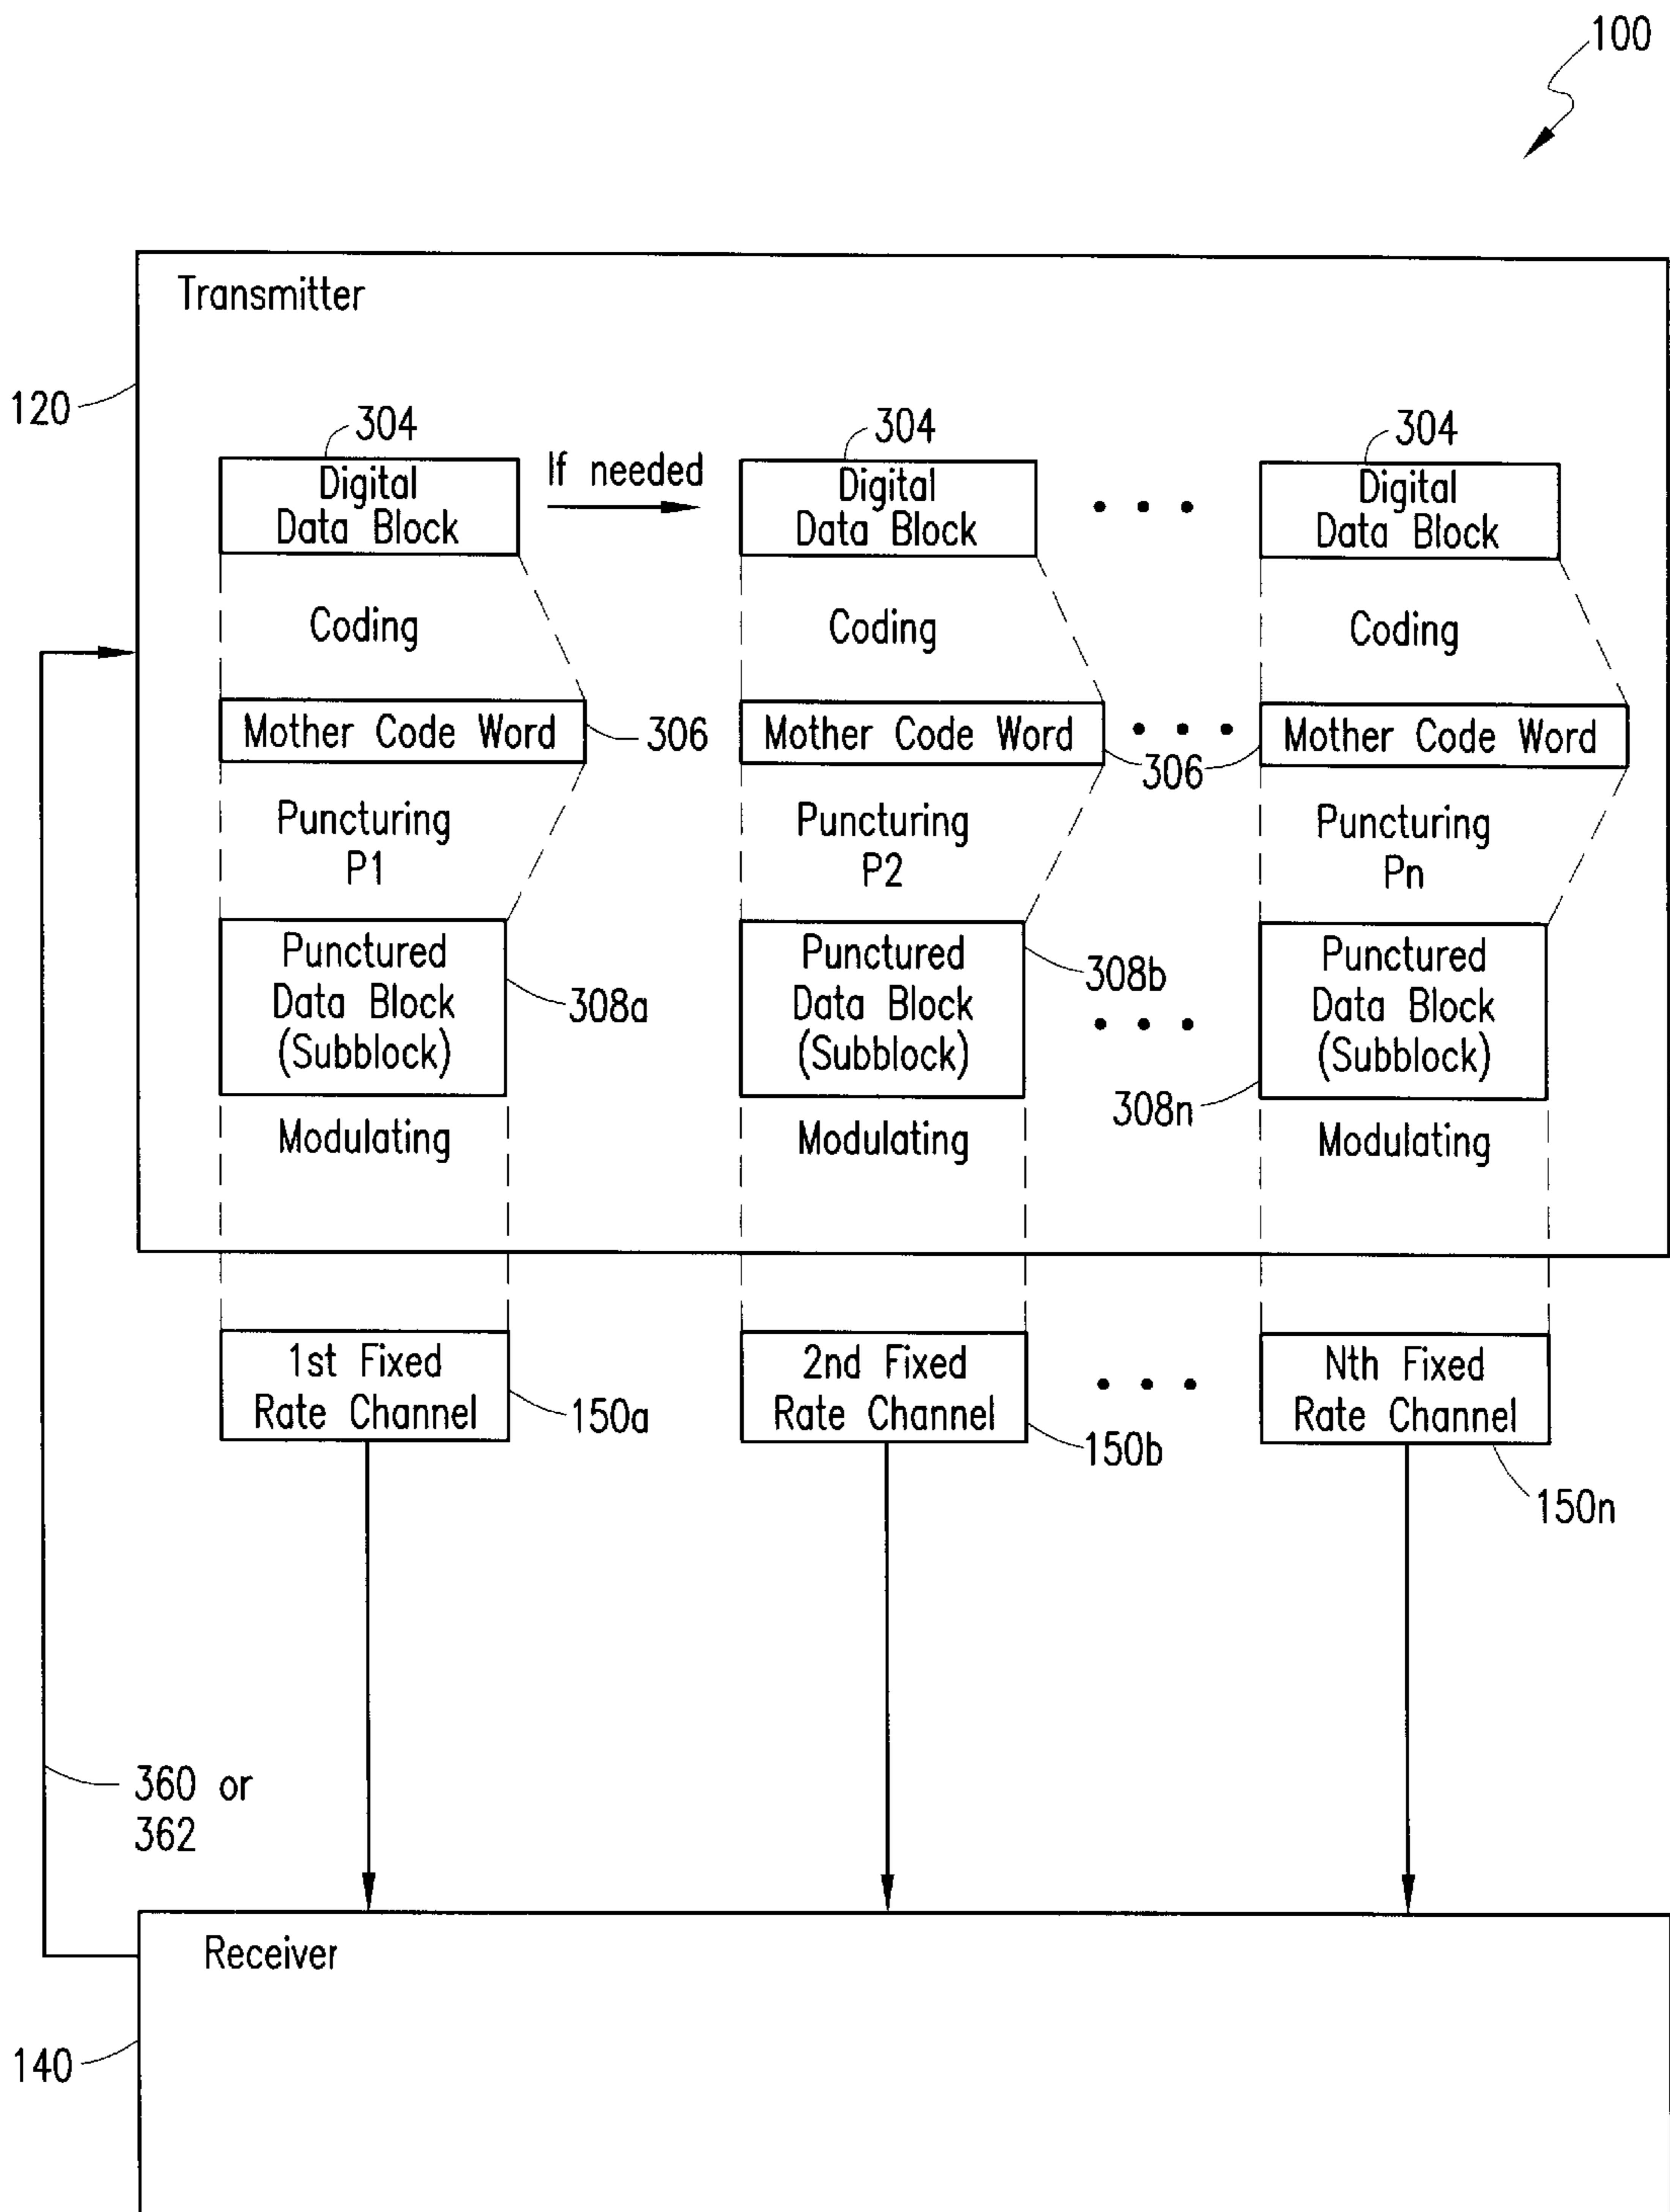 100
Transmitter
120
304
304
304
Digital
Data Block
If needed
Digital
Data Block
Digital
Data Block
Coding
Coding
Coding
Mother Code Word
306
Mother Code Word
306
Mother Code Word
Puncturing
P1
Puncturing
P2
Puncturing
Pn
Punctured
Data Block
(Subblock)
308a
Punctured
Data Block
(Subblock)
308b
308n
Punctured
Data Block
(Subblock)
Modulating
Modulating
Modulating
1st Fixed
Rate Channel
150a
2nd Fixed
Rate Channel
150b
Nth Fixed
Rate Channel
150n
360 or
362
Receiver
140